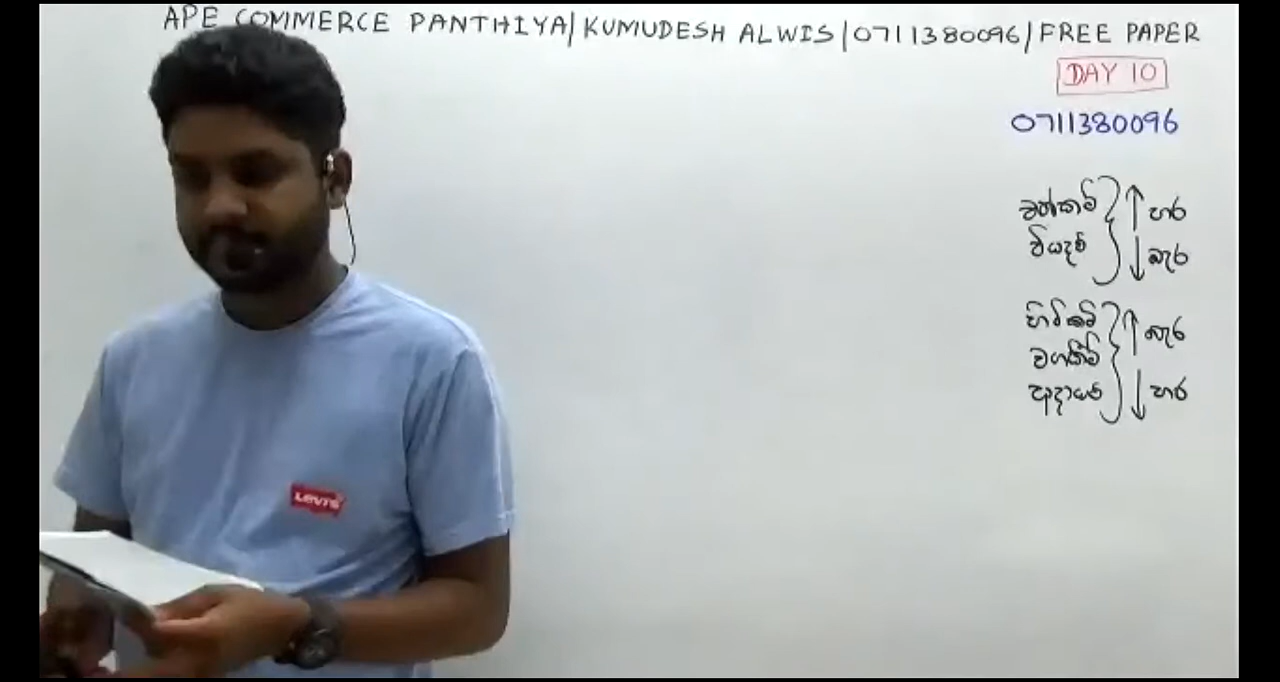 APE COMMERCE PANTHIYA/KUMUDESH ALWIS/0711380096/FREE PAPER
DAY 10
0711380096
වත්කම් ↑ හර
වියදම් ↓ බැර
හිමිකම් ↑ බැර
වගකීම්
ආදායම් ↓ හර
LEVI'S